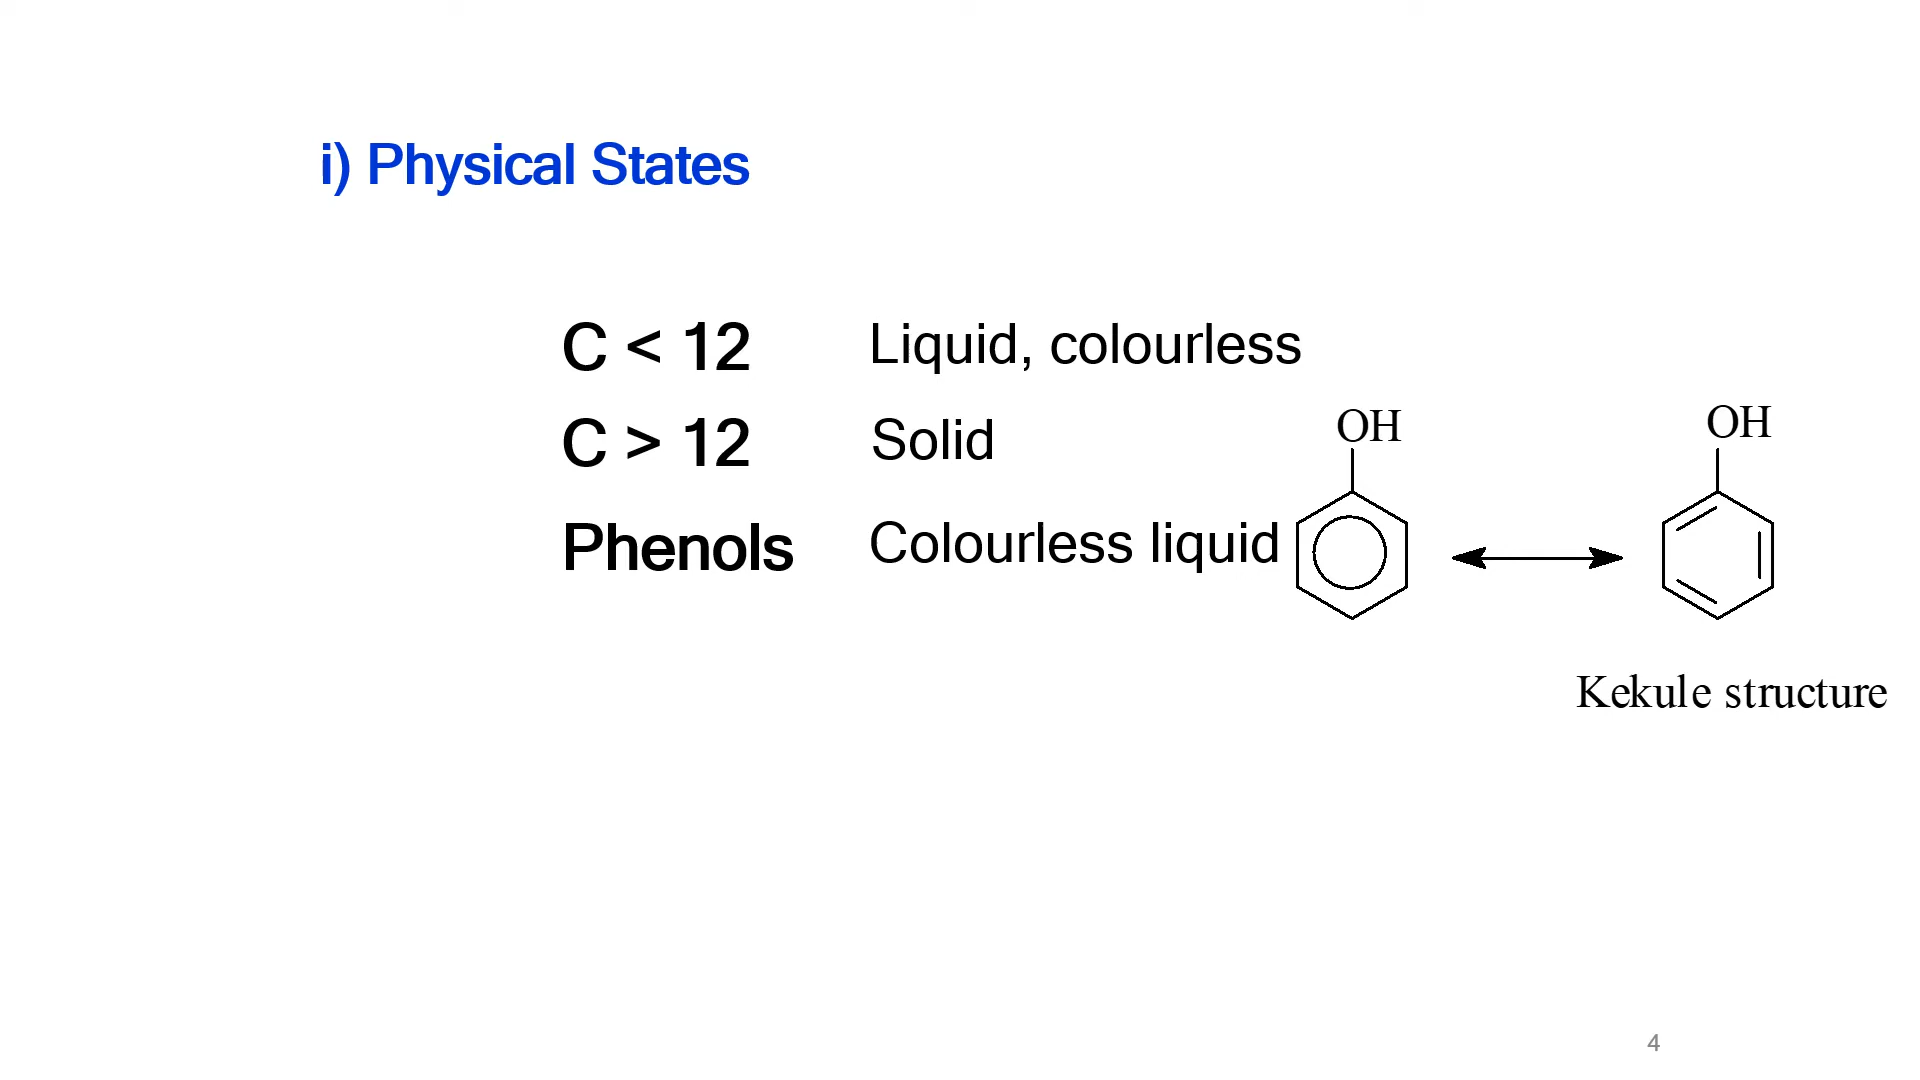 i) Physical States
C < 12 Liquid, colourless
C > 12 Solid
OH OH
Phenols Colourless liquid
Kekule structure
4